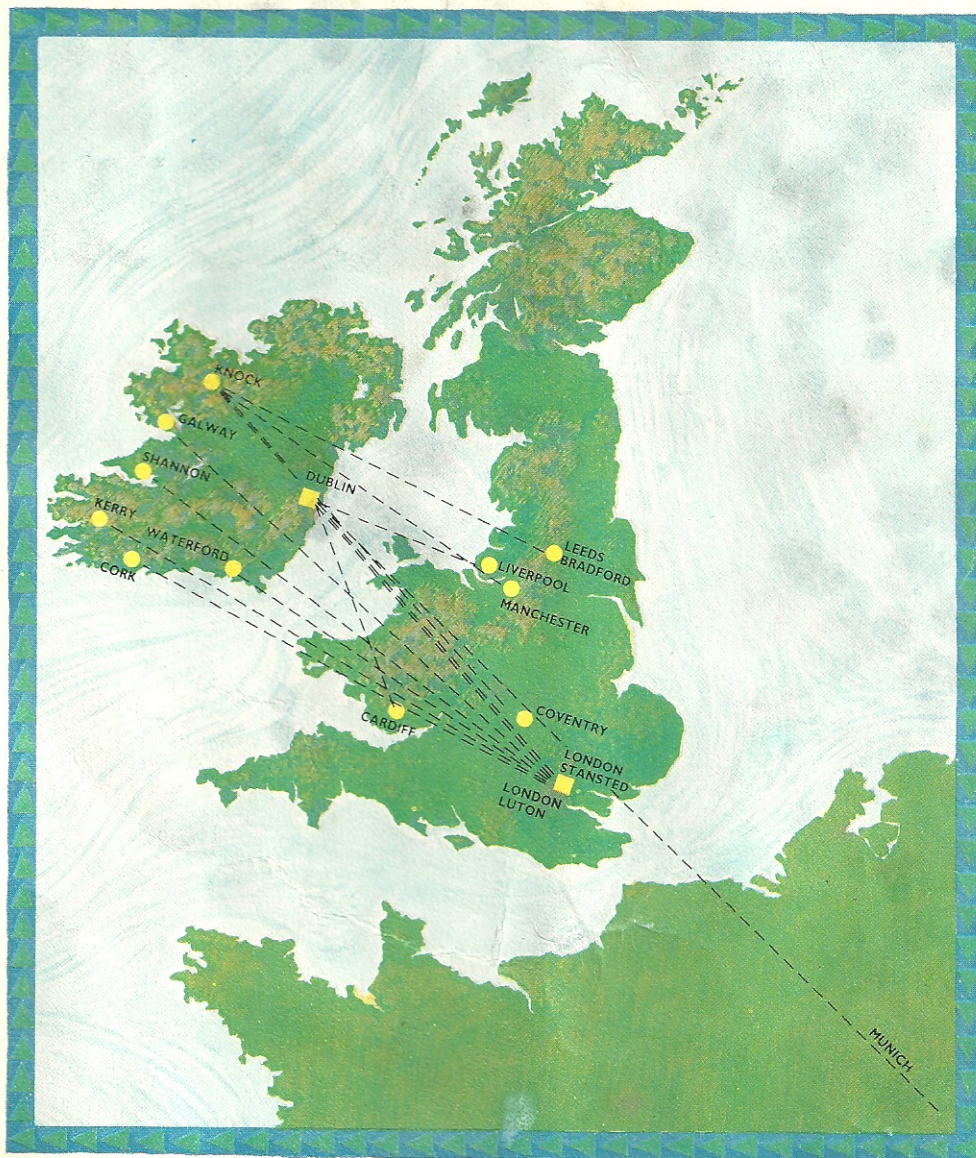 KNOCK
GALWAY
SHANNON
DUBLIN
KERRY
WATERFORD
CORK
LEEDS
BRADFORD
LIVERPOOL
MANCHESTER
CARDIFF
COVENTRY
LONDON
STANSTED
LONDON
LUTON
MUNICH